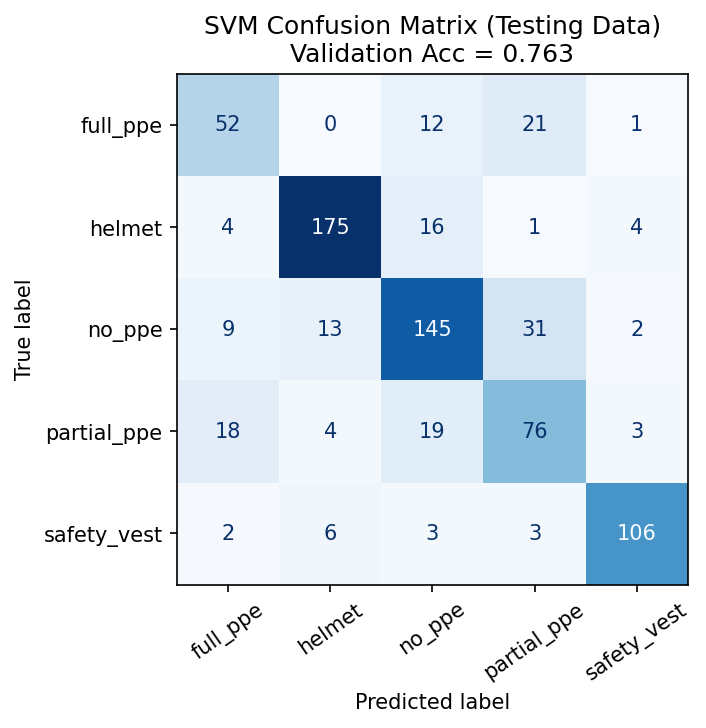 SVM Confusion Matrix (Testing Data)
Validation Acc = 0.763
full_ppe 52 0 12 21 1
helmet 4 175 16 1 4
no_ppe 9 13 145 31 2
partial_ppe 18 4 19 76 3
safety_vest 2 6 3 3 106
True label
full_ppe helmet no_ppe partial_ppe safety_vest
Predicted label